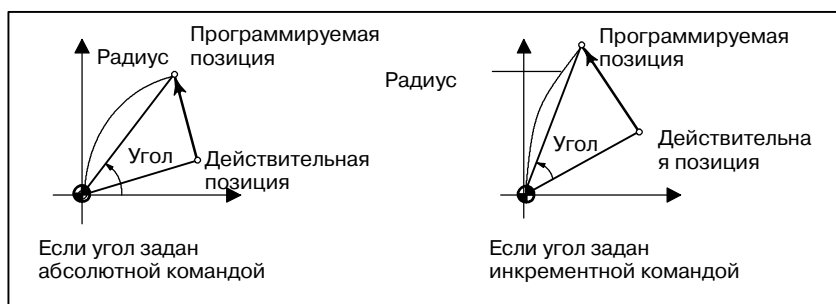 Программируемая
позиция
Радиус
Угол
Действительная
позиция
Если угол задан
абсолютной командой
Программируемая
позиция
Радиус
Угол
Действительна
я позиция
Если угол задан
инкрементной командой